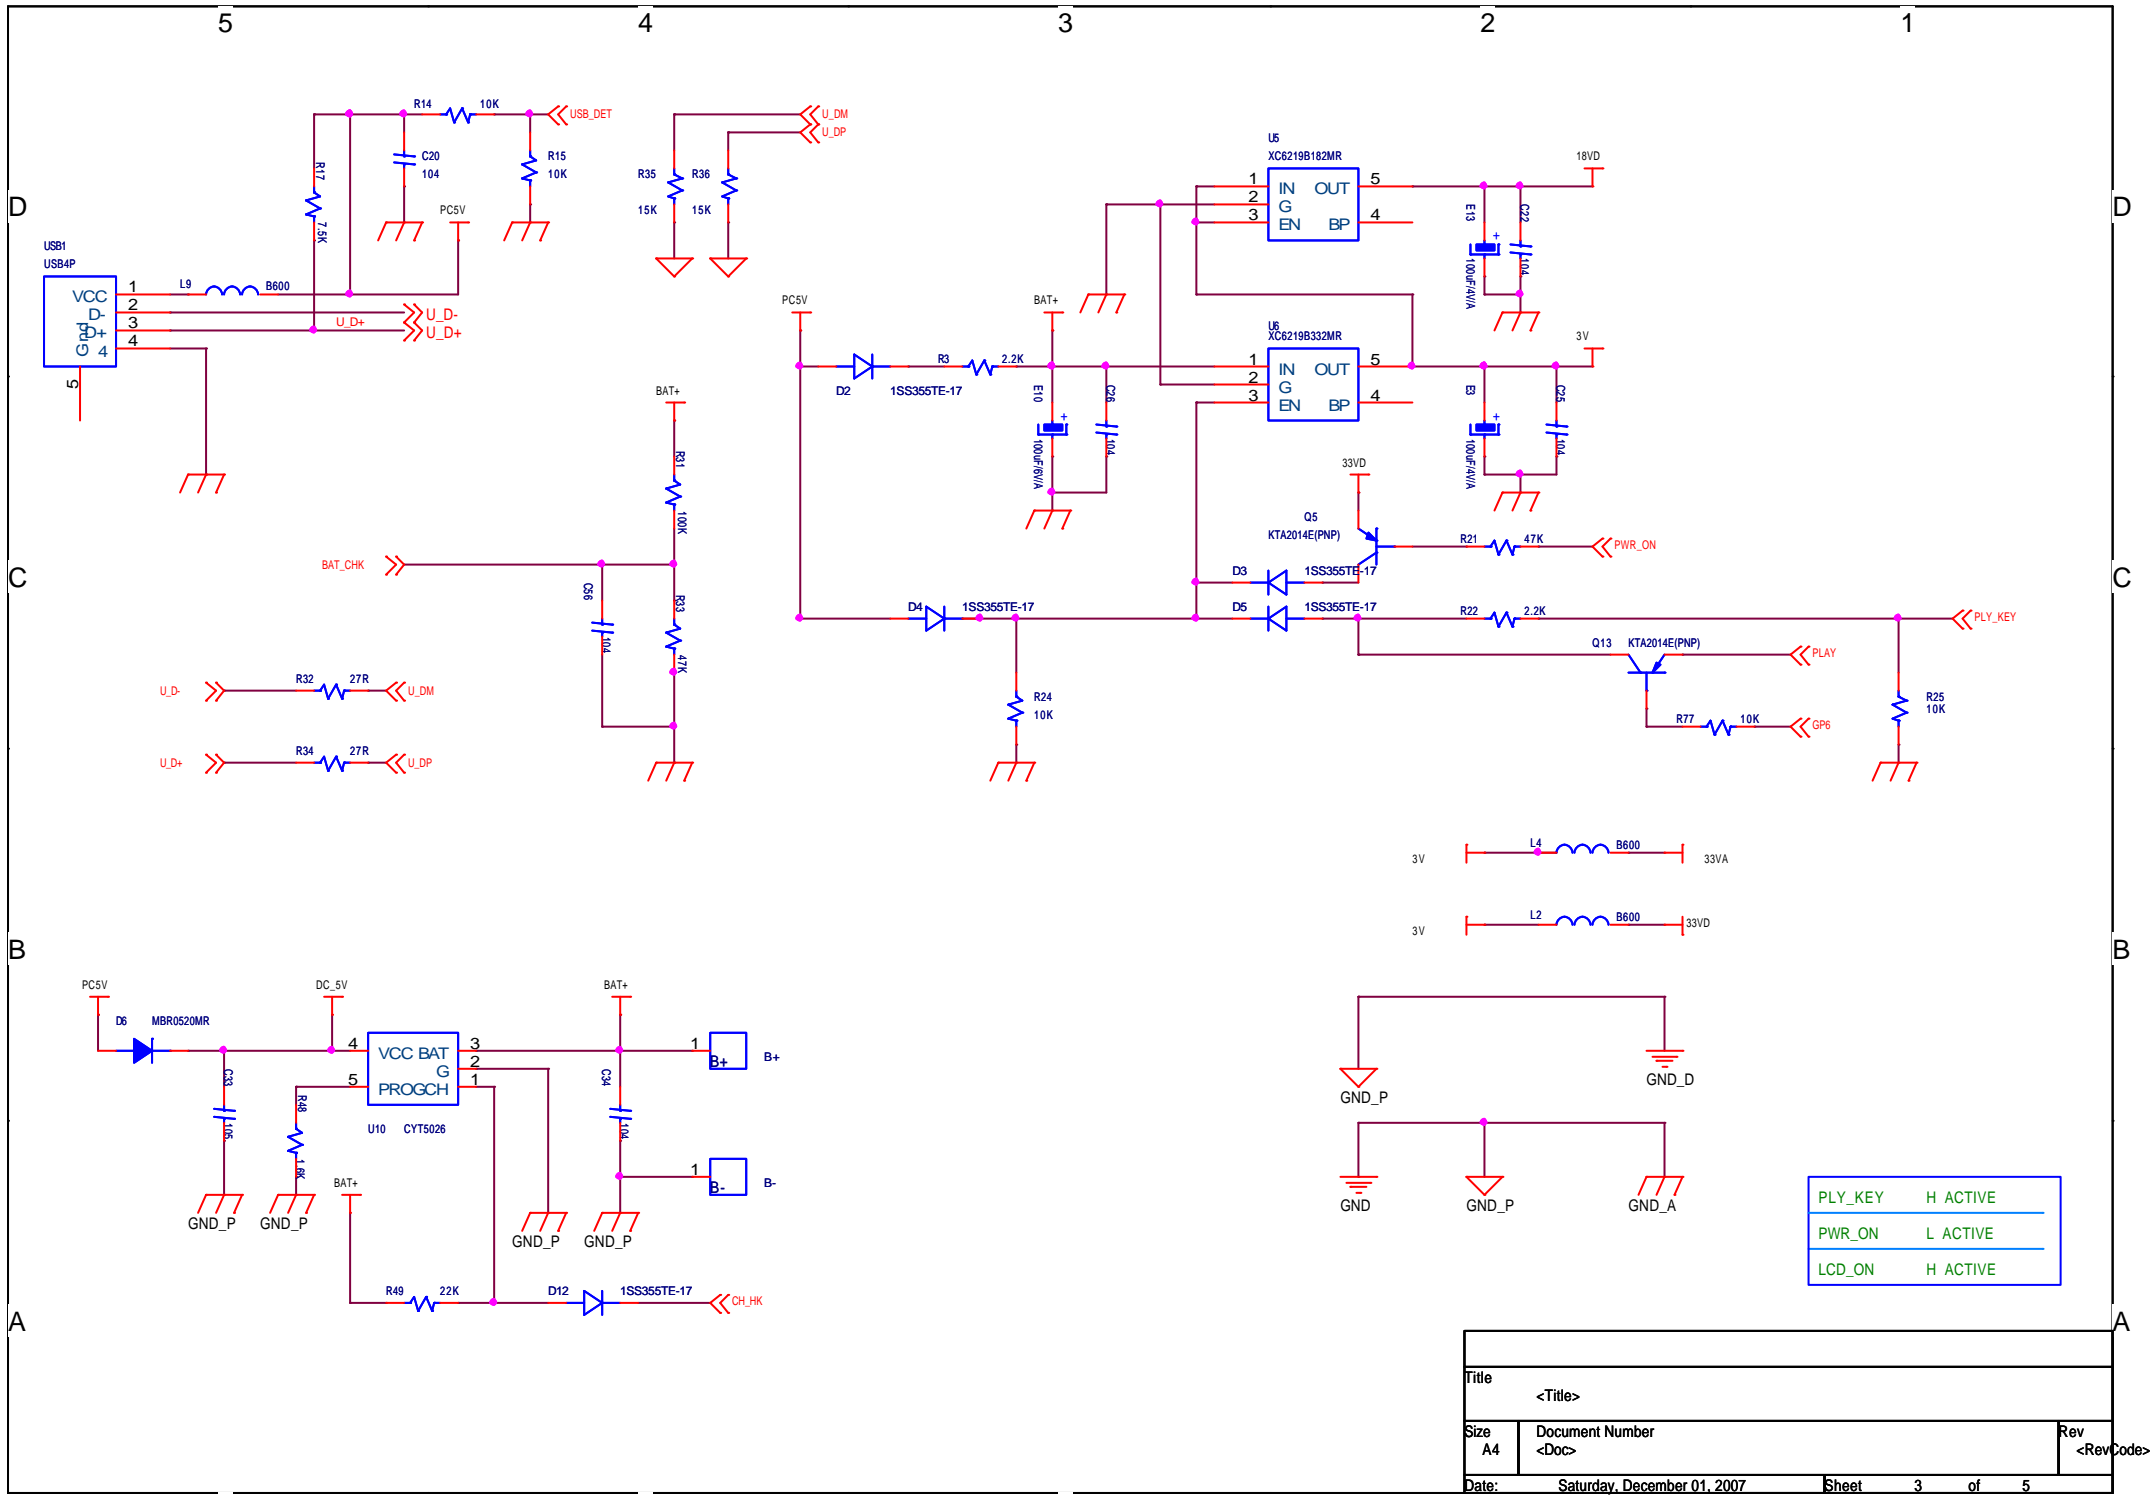 5 4 3 2 1
D
D
C
C
B
B
A
A
R14 10K
USB_DET
C20
104
R15
10K
R17
7.5K
PC5V
USB1
USB4P
VCC
D-
D+
Gnd
4
1
2
3
4
5
L9 B600
U_D+
U_D-
U_D+
U_DM
U_DP
R35
15K
R36
15K
U5
XC6219B182MR
1
2
3
IN
G
EN
OUT
BP
5
4
18VD
E13
100uF/4V/A
C22
104
PC5V
BAT+
D2
1SS355TE-17
R3 2.2K
E10
100uF/6V/A
C26
104
U6
XC6219B332MR
1
2
3
IN
G
EN
OUT
BP
5
4
3V
E3
100uF/4V/A
C25
104
BAT+
R31
100K
BAT_CHK
C56
104
R33
47K
33VD
Q5
KTA2014E(PNP)
R21 47K
PWR_ON
D3 1SS355TE-17
D4 1SS355TE-17
D5 1SS355TE-17
R22 2.2K
PLY_KEY
Q13 KTA2014E(PNP)
PLAY
R77 10K
GP6
R24
10K
R25
10K
U_D- R32 27R U_DM
U_D+ R34 27R U_DP
3V L4 B600 33VA
3V L2 B600 33VD
PC5V
D6 MBR0520MR
DC_5V
BAT+
C33
105
R48
1.6K
4
5
VCC BAT
G
PROGCH
3
2
1
U10 CYT5026
C34
104
1
B+
B+
1
B-
B-
GND_P
GND_P
GND_P
GND_P
BAT+
R49 22K
D12 1SS355TE-17
CH_HK
GND_P
GND_D
GND
GND_P
GND_A
PLY_KEY H ACTIVE
PWR_ON L ACTIVE
LCD_ON H ACTIVE
Title
<Title>
Size
A4
Document Number
<Doc>
Rev
<RevCode>
Date: Saturday, December 01, 2007
Sheet 3 of 5